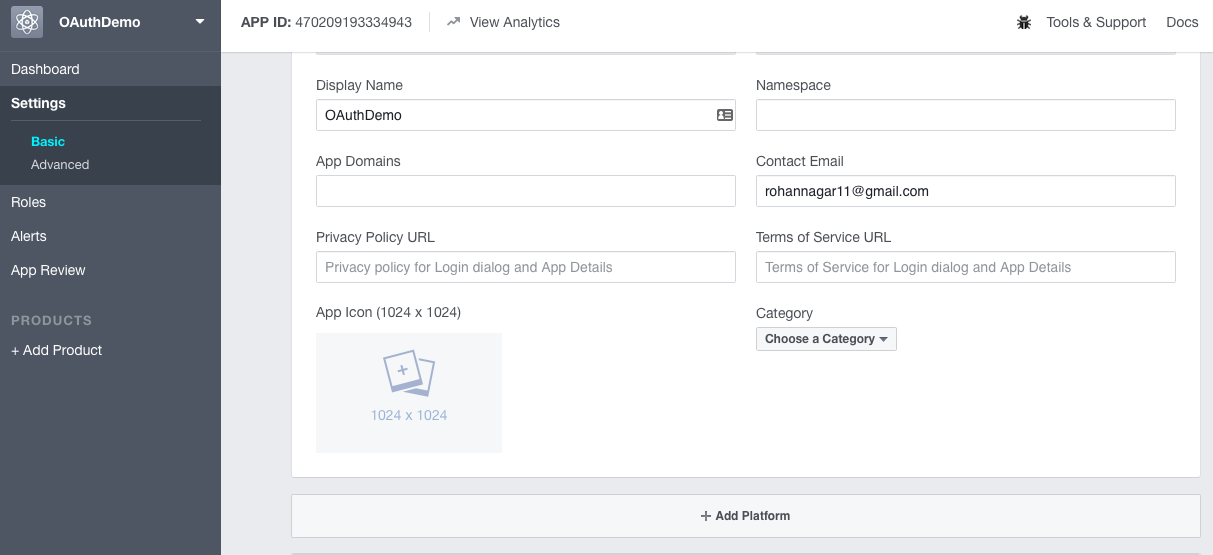 OAuthDemo
APP ID: 470209193334943
View Analytics
Tools & Support
Docs
Dashboard
Settings
Basic
Advanced
Roles
Alerts
App Review
PRODUCTS
+ Add Product
Display Name
OAuthDemo
Namespace
App Domains
Contact Email
rohannagar11@gmail.com
Privacy Policy URL
Privacy policy for Login dialog and App Details
Terms of Service URL
Terms of Service for Login dialog and App Details
App Icon (1024 x 1024)
1024 x 1024
Category
Choose a Category
+ Add Platform